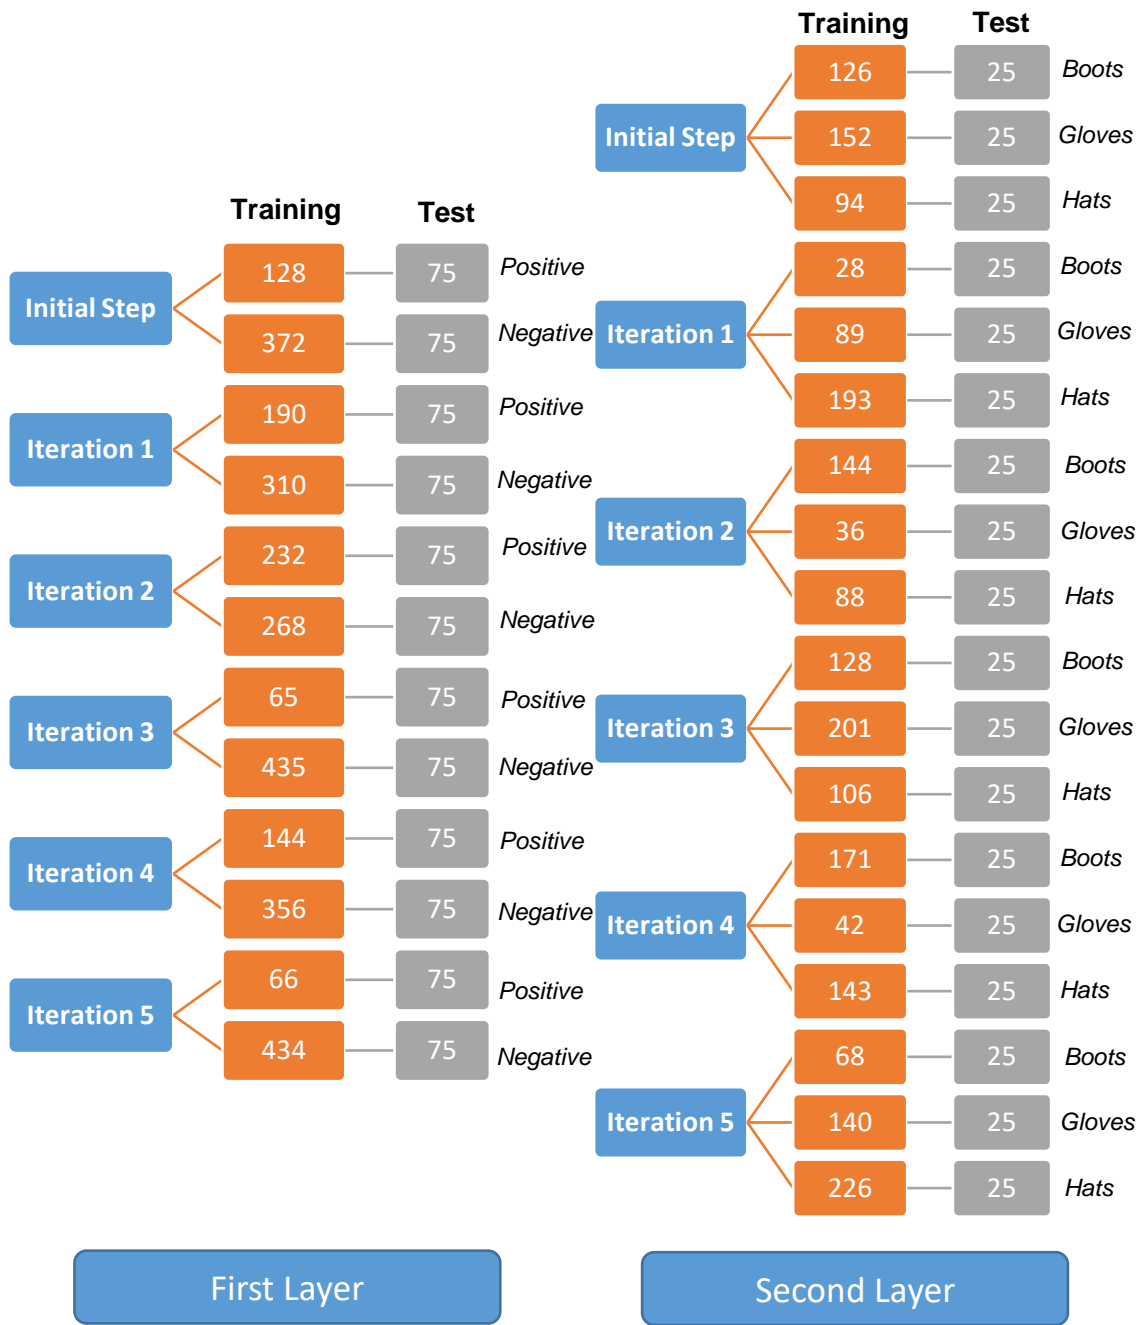 Training Test
Initial Step
128 75 Positive
372 75 Negative
Iteration 1
190 75 Positive
310 75 Negative
Iteration 2
232 75 Positive
268 75 Negative
Iteration 3
65 75 Positive
435 75 Negative
Iteration 4
144 75 Positive
356 75 Negative
Iteration 5
66 75 Positive
434 75 Negative
First Layer
Training Test
Initial Step
126 25 Boots
152 25 Gloves
94 25 Hats
Iteration 1
28 25 Boots
89 25 Gloves
193 25 Hats
Iteration 2
144 25 Boots
36 25 Gloves
88 25 Hats
Iteration 3
128 25 Boots
201 25 Gloves
106 25 Hats
Iteration 4
171 25 Boots
42 25 Gloves
143 25 Hats
Iteration 5
68 25 Boots
140 25 Gloves
226 25 Hats
Second Layer